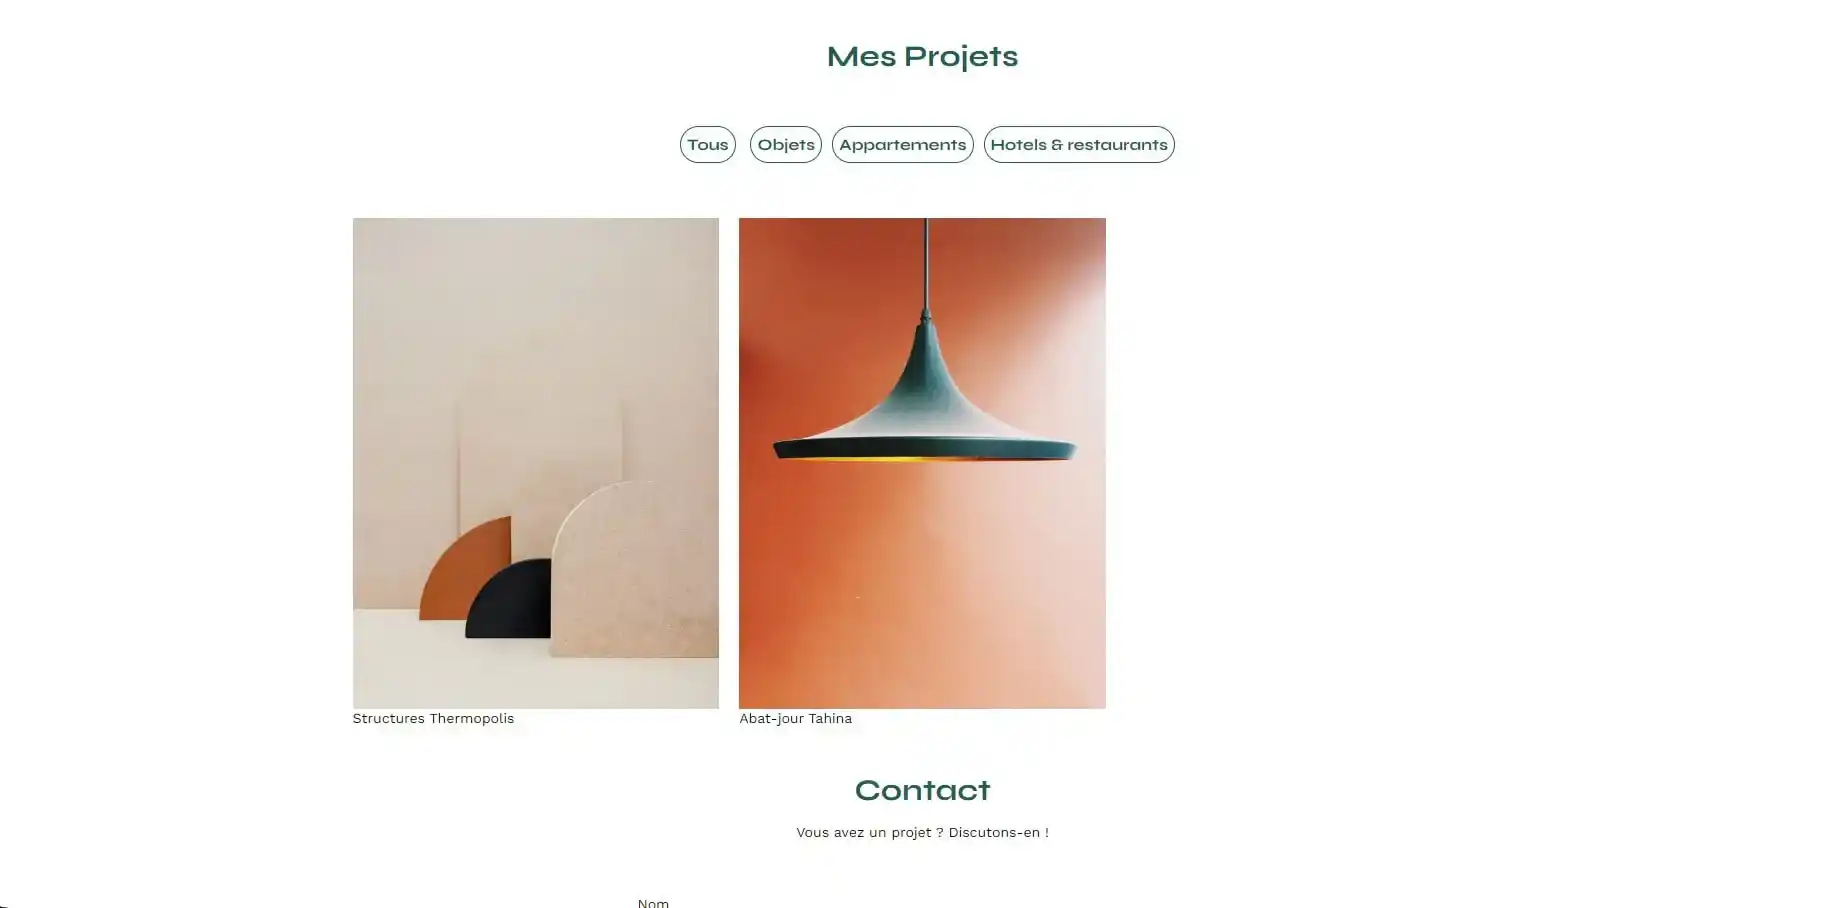 Mes Projets
Tous Objets Appartements Hotels & restaurants
Structures Thermopolis
Abat-jour Tahina
Contact
Vous avez un projet ? Discutons-en !
Nom